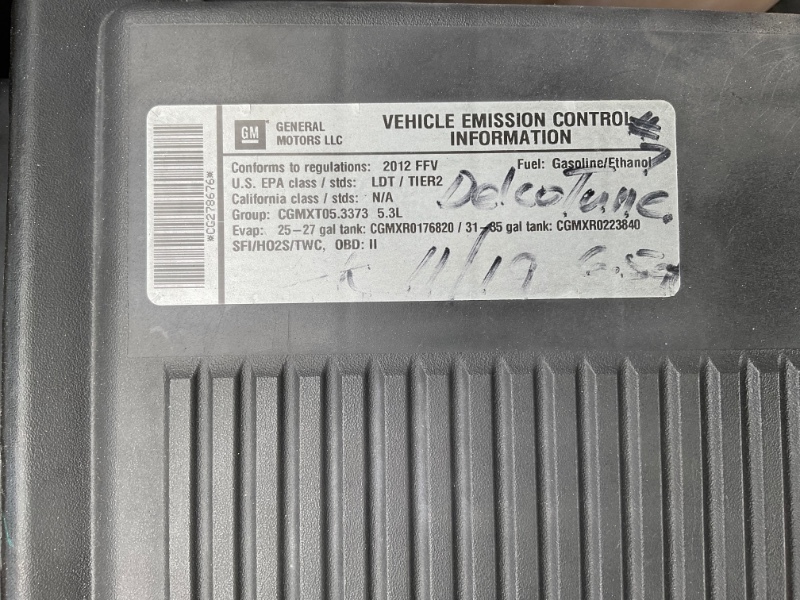 *CG278676*
GM GENERAL MOTORS LLC
VEHICLE EMISSION CONTROL
INFORMATION
Conforms to regulations: 2012 FFV Fuel: Gasoline/Ethanol
U.S. EPA class / stds: LDT / TIER2
California class / stds: N/A
Group: CGMXT05.3373 5.3L
Evap: 25-27 gal tank: CGMXR0176820 / 31-35 gal tank: CGMXR0223840
SFI/HO2S/TWC, OBD: II
DelcoTune
11/19